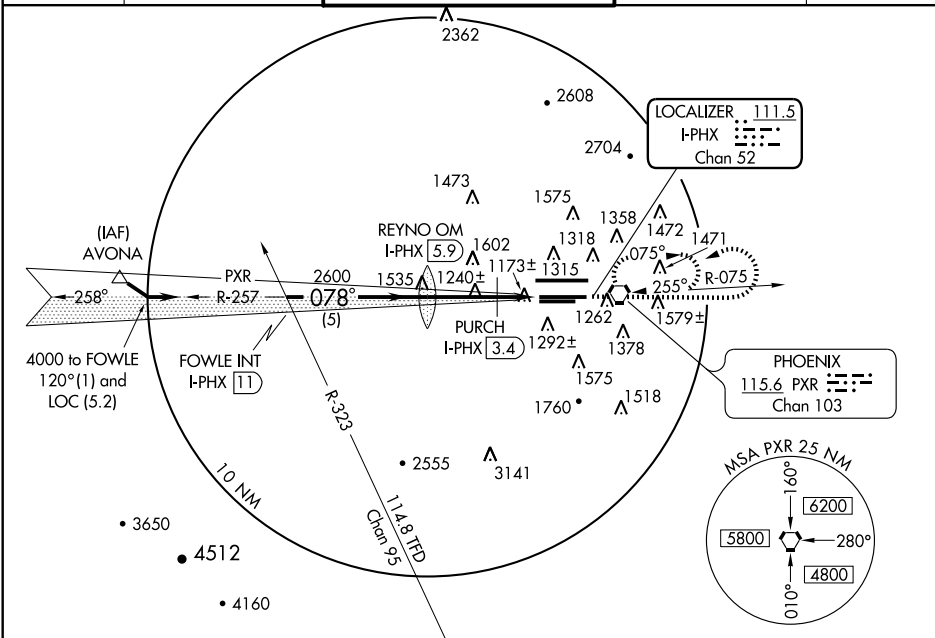 2362
2608
2704
LOCALIZER 111.5
I-PHX
Chan 52
1473
1575
1358
1472
1471
(IAF)
AVONA
REYNO OM
I-PHX 5.9
1602
1318
075°
1173±
1315
PXR
2600
1535
1240±
R-075
258°
R-257
078°
255°
(5)
PURCH
I-PHX 3.4
1262
1579±
1292±
1378
4000 to FOWLE
120°(1) and
LOC (5.2)
FOWLE INT
I-PHX 11
PHOENIX
115.6 PXR
Chan 103
1575
1760
1518
R-323
2555
3141
10 NM
114.8 TFD
Chan 95
3650
4512
4160
MSA PXR 25 NM
160°
6200
5800
280°
4800
010°